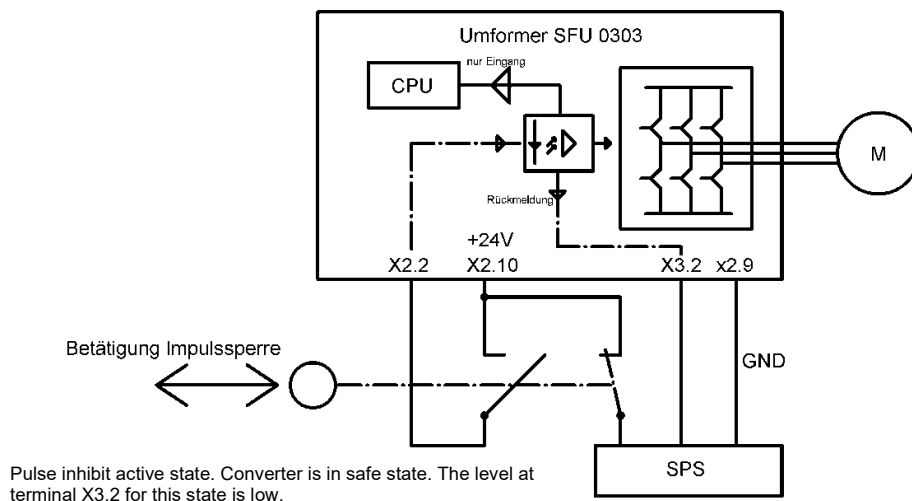 Umformer SFU 0303
nur Eingang
CPU
M
Rückmeldung
+24V
X2.2 X2.10 X3.2 x2.9
Betätigung Impulssperre
GND
SPS
Pulse inhibit active state. Converter is in safe state. The level at
terminal X3.2 for this state is low.